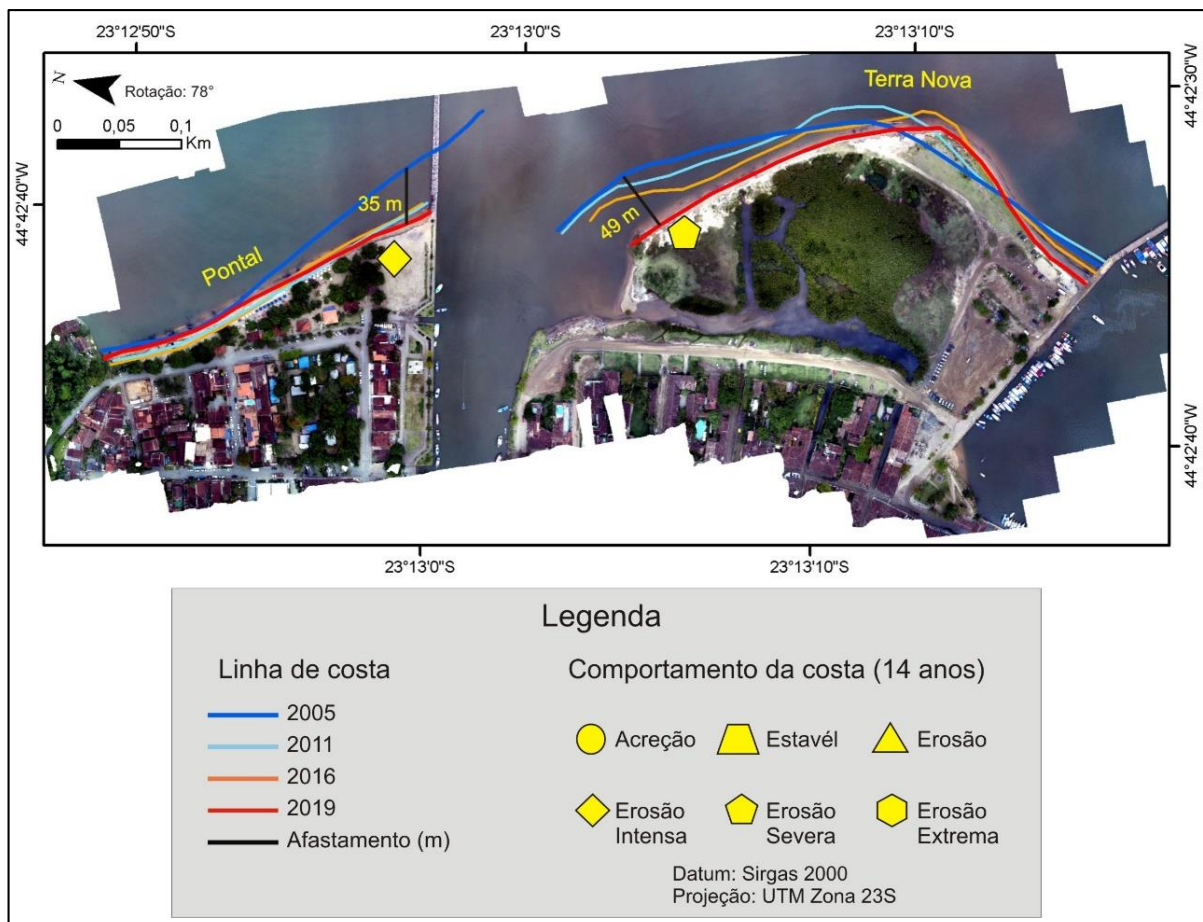 23°12'50"S
23°13'0"S
23°13'10"S
44°42'30"W
N
Rotação: 78°
0 0,05 0,1
Km
Terra Nova
44°42'40"W
35 m
49 m
Pontal
44°42'40"W
23°13'0"S
23°13'10"S
Legenda
Linha de costa
2005
2011
2016
2019
Afastamento (m)
Comportamento da costa (14 anos)
Acreção
Estavél
Erosão
Erosão
Intensa
Erosão
Severa
Erosão
Extrema
Datum: Sirgas 2000
Projeção: UTM Zona 23S